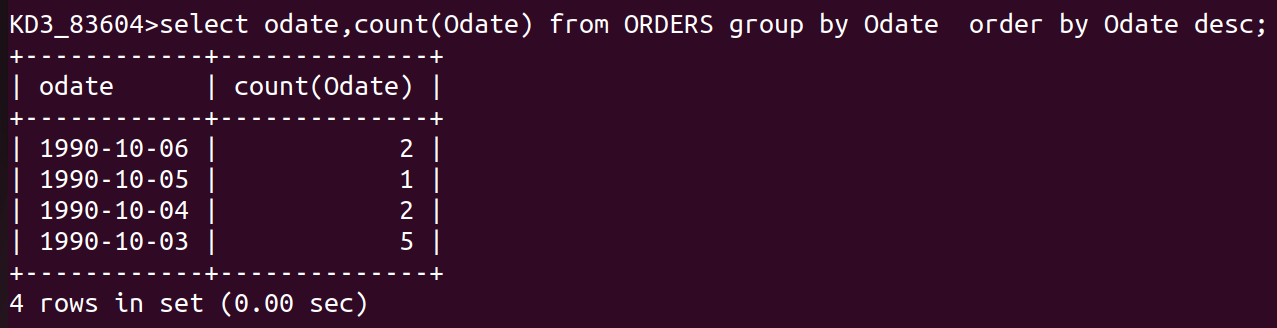 KD3_83604>select odate,count(Odate) from ORDERS group by Odate  order by Odate desc;
+------------+--------------+
| odate      | count(Odate) |
+------------+--------------+
| 1990-10-06 |            2 |
| 1990-10-05 |            1 |
| 1990-10-04 |            2 |
| 1990-10-03 |            5 |
+------------+--------------+
4 rows in set (0.00 sec)